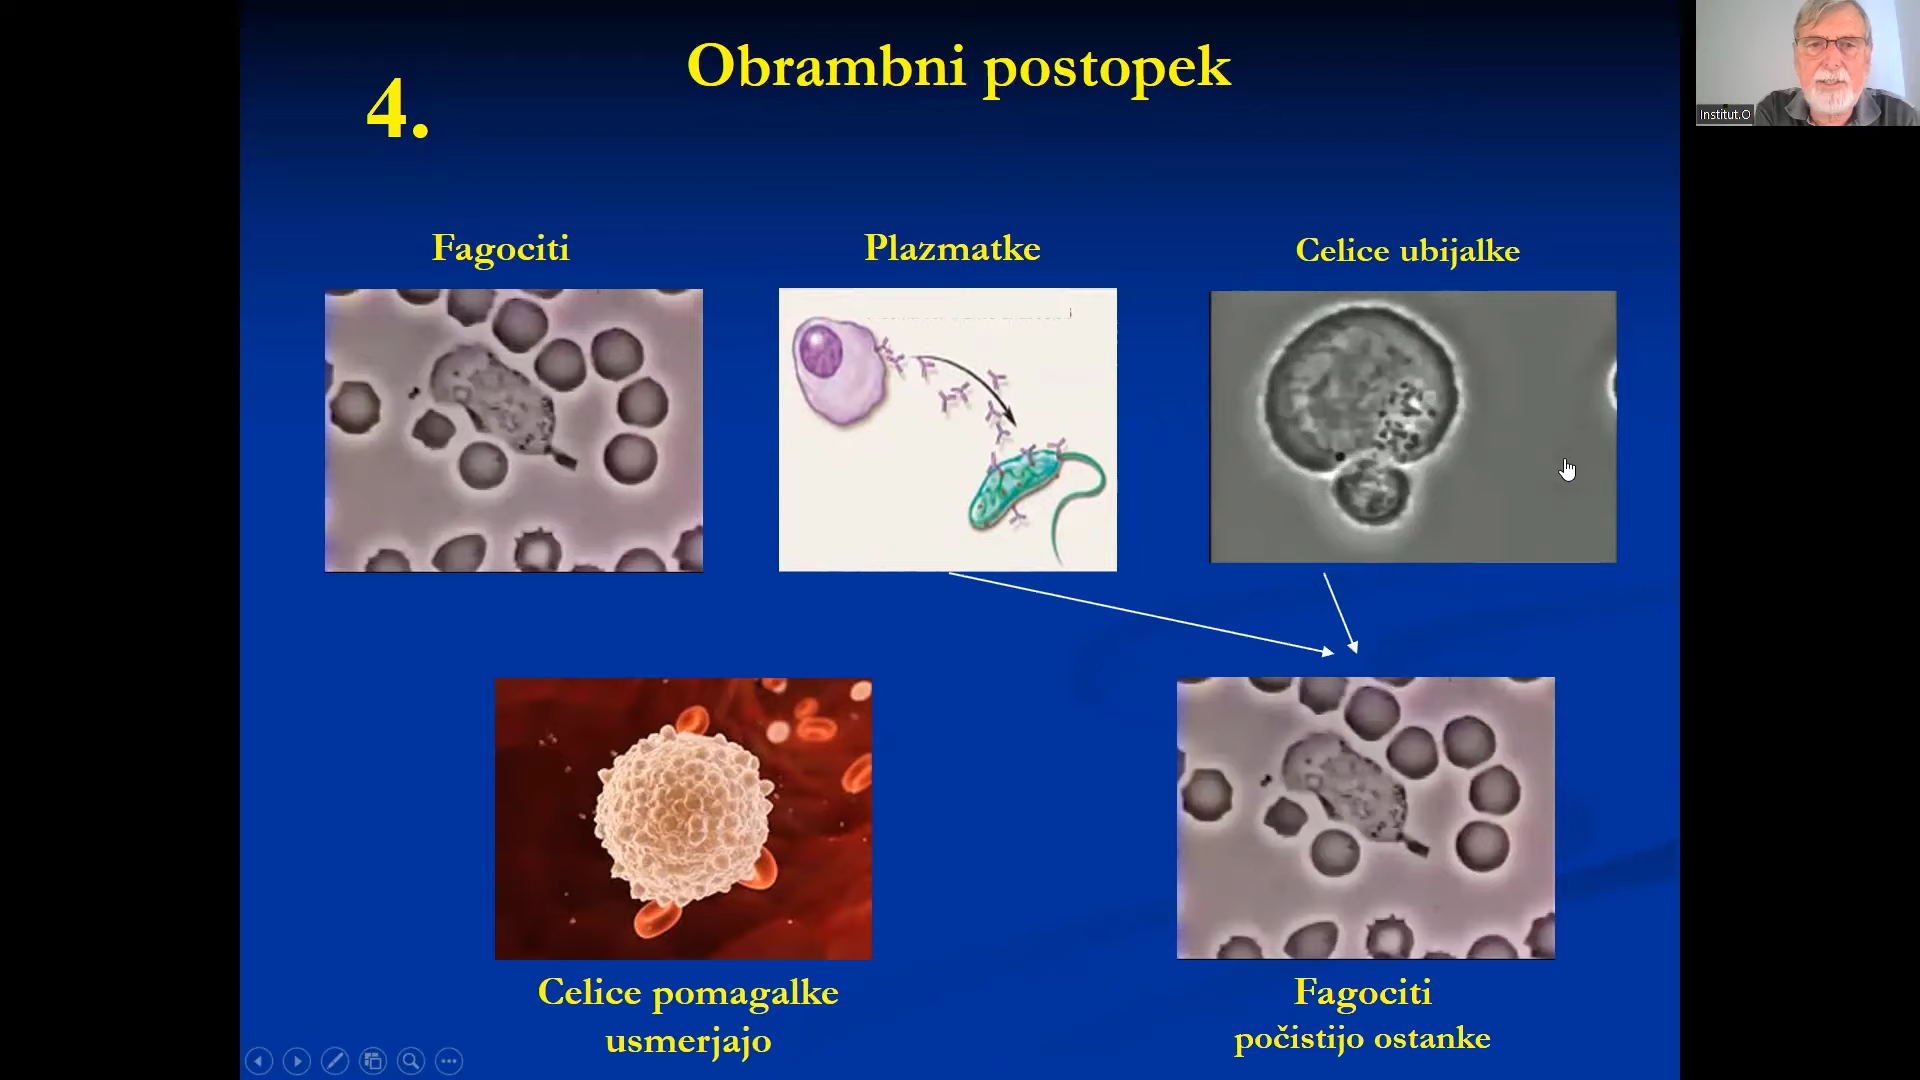 Obrambni postopek
4.
Institut.O
Fagociti
Plazmatke
Celice ubijalke
Celice pomagalke
usmerjajo
Fagociti
počistijo ostanke